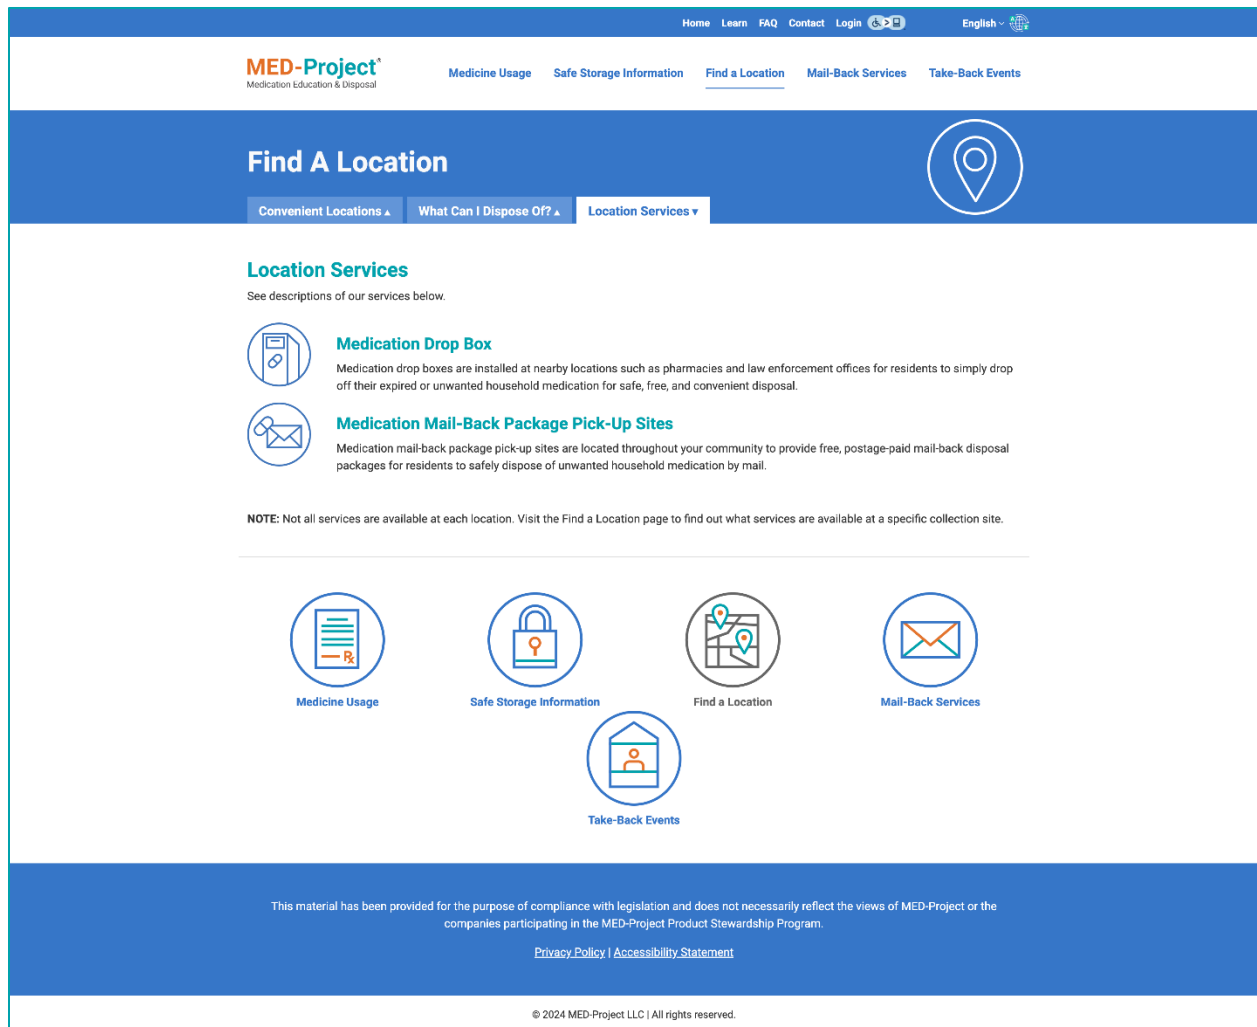 Home Learn FAQ Contact Login English
MED-Project®
Medication Education & Disposal
Medicine Usage Safe Storage Information Find a Location Mail-Back Services Take-Back Events
Find A Location
Convenient Locations ▴ What Can I Dispose Of? ▴ Location Services ▾
Location Services
See descriptions of our services below.
Medication Drop Box
Medication drop boxes are installed at nearby locations such as pharmacies and law enforcement offices for residents to simply drop
off their expired or unwanted household medication for safe, free, and convenient disposal.
Medication Mail-Back Package Pick-Up Sites
Medication mail-back package pick-up sites are located throughout your community to provide free, postage-paid mail-back disposal
packages for residents to safely dispose of unwanted household medication by mail.
NOTE: Not all services are available at each location. Visit the Find a Location page to find out what services are available at a specific collection site.
Rx
Medicine Usage Safe Storage Information Find a Location Mail-Back Services
Take-Back Events
This material has been provided for the purpose of compliance with legislation and does not necessarily reflect the views of MED-Project or the
companies participating in the MED-Project Product Stewardship Program.
Privacy Policy | Accessibility Statement
© 2024 MED-Project LLC | All rights reserved.